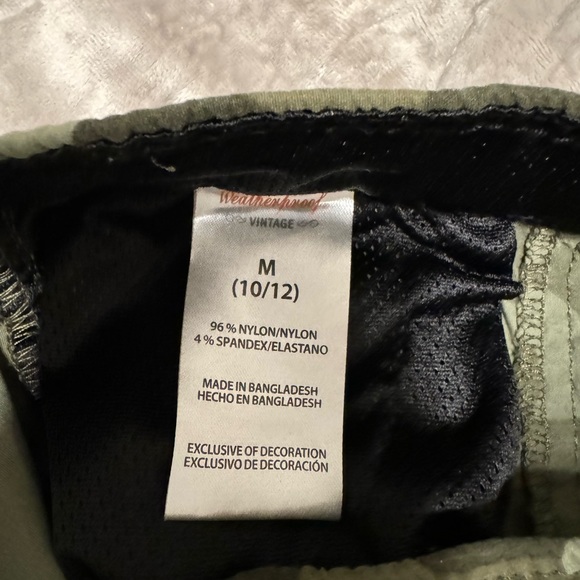 Weatherproof
VINTAGE
M
(10/12)
96 % NYLON/NYLON
4 % SPANDEX/ELASTANO
MADE IN BANGLADESH
HECHO EN BANGLADESH
EXCLUSIVE OF DECORATION
EXCLUSIVO DE DECORACIÓN